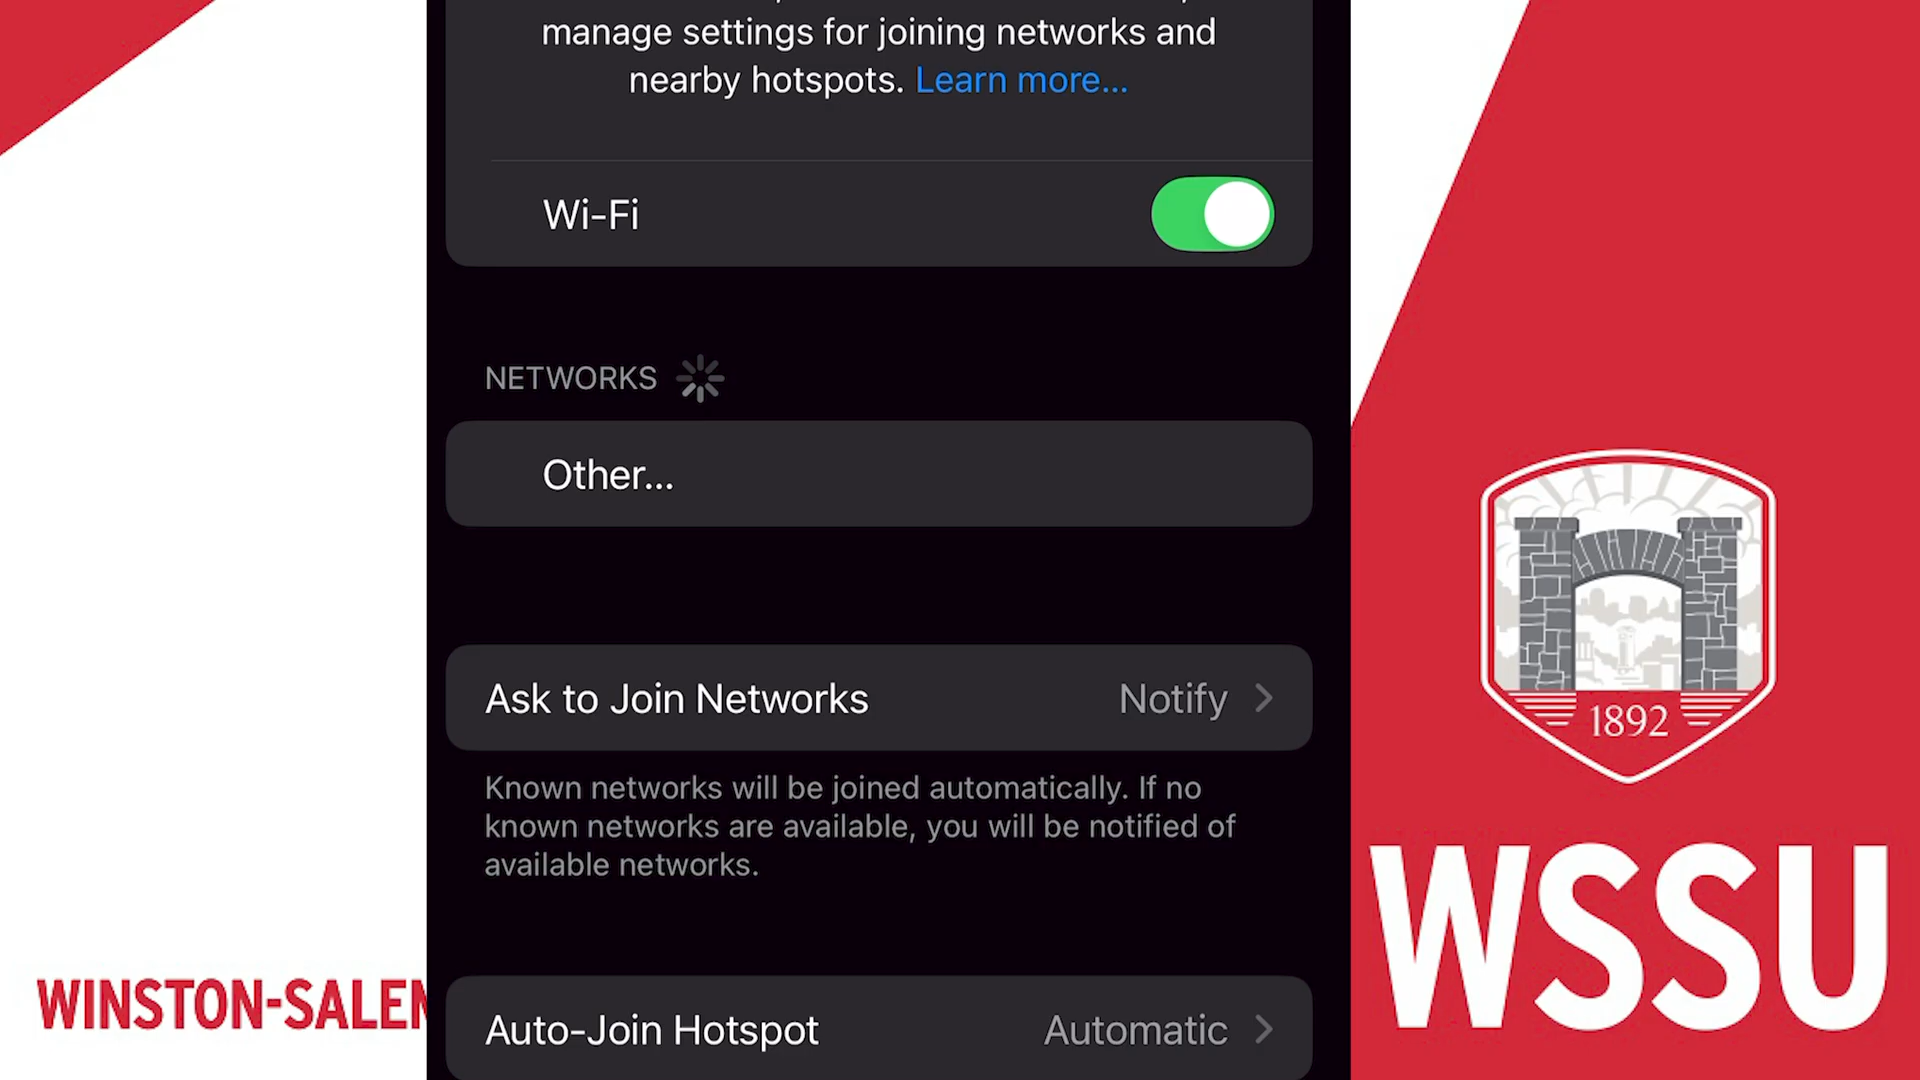 manage settings for joining networks and
nearby hotspots. Learn more...
Wi-Fi
NETWORKS
Other...
Ask to Join Networks
Notify
Known networks will be joined automatically. If no
known networks are available, you will be notified of
available networks.
Auto-Join Hotspot
Automatic
WINSTON-SALEM
1892
WSSU